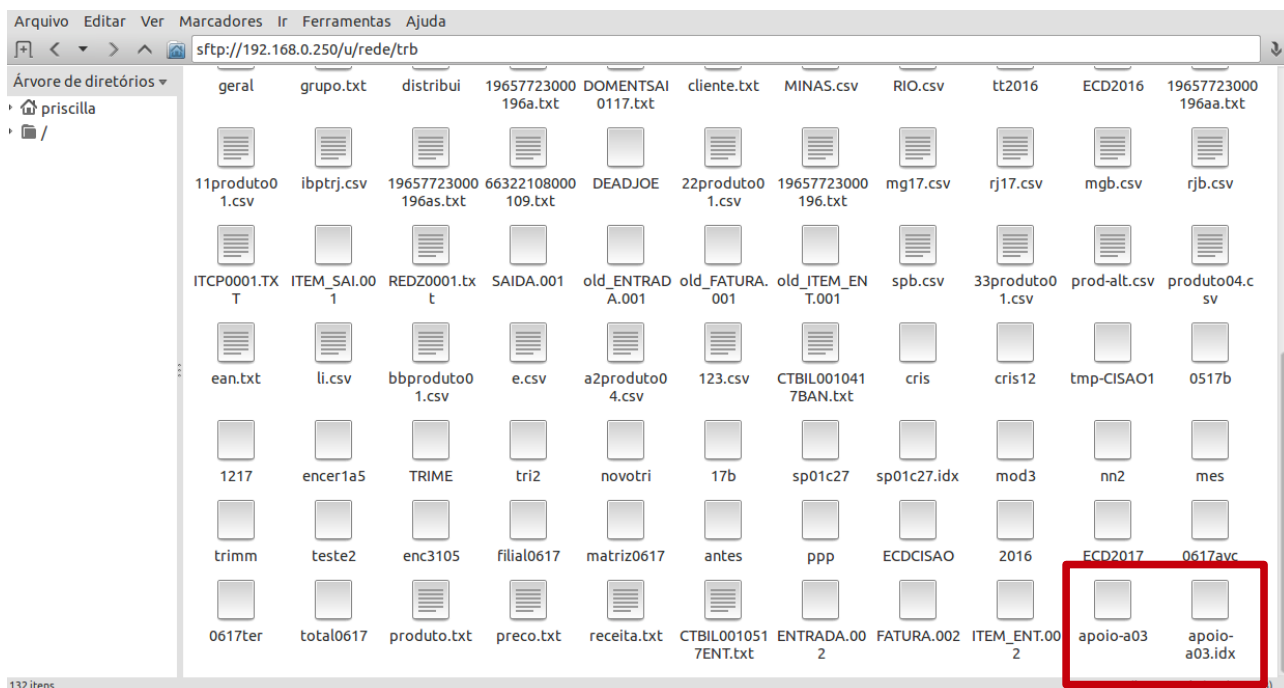 Arquivo Editar Ver Marcadores Ir Ferramentas Ajuda
sftp://192.168.0.250/u/rede/trb
Árvore de diretórios
priscilla
/
geral grupo.txt distribui 19657723000 DOMENTSAI cliente.txt MINAS.csv RIO.csv tt2016 ECD2016 19657723000
196a.txt 0117.txt 196aa.txt
11produto0 ibptrj.csv 19657723000 66322108000 DEADJOE 22produto0 19657723000 mg17.csv rj17.csv mgb.csv rjb.csv
1.csv 196as.txt 109.txt 1.csv 196.txt
ITCP0001.TX ITEM_SAI.00 REDZ0001.tx SAIDA.001 old_ENTRAD old_FATURA. old_ITEM_EN spb.csv 33produto0 prod-alt.csv produto04.c
T 1 t A.001 001 T.001 1.csv sv
ean.txt li.csv bbproduto0 e.csv a2produto0 123.csv CTBIL001041 cris cris12 tmp-CISAO1 0517b
1.csv 4.csv 7BAN.txt
1217 encer1a5 TRIME tri2 novotri 17b sp01c27 sp01c27.idx mod3 nn2 mes
trimm teste2 enc3105 filial0617 matriz0617 antes ppp ECDCISAO 2016 ECD2017 0617avc
0617ter total0617 produto.txt preco.txt receita.txt CTBIL001051 ENTRADA.00 FATURA.002 ITEM_ENT.00 apoio-a03 apoio-
7ENT.txt 2 2 a03.idx
132 itens